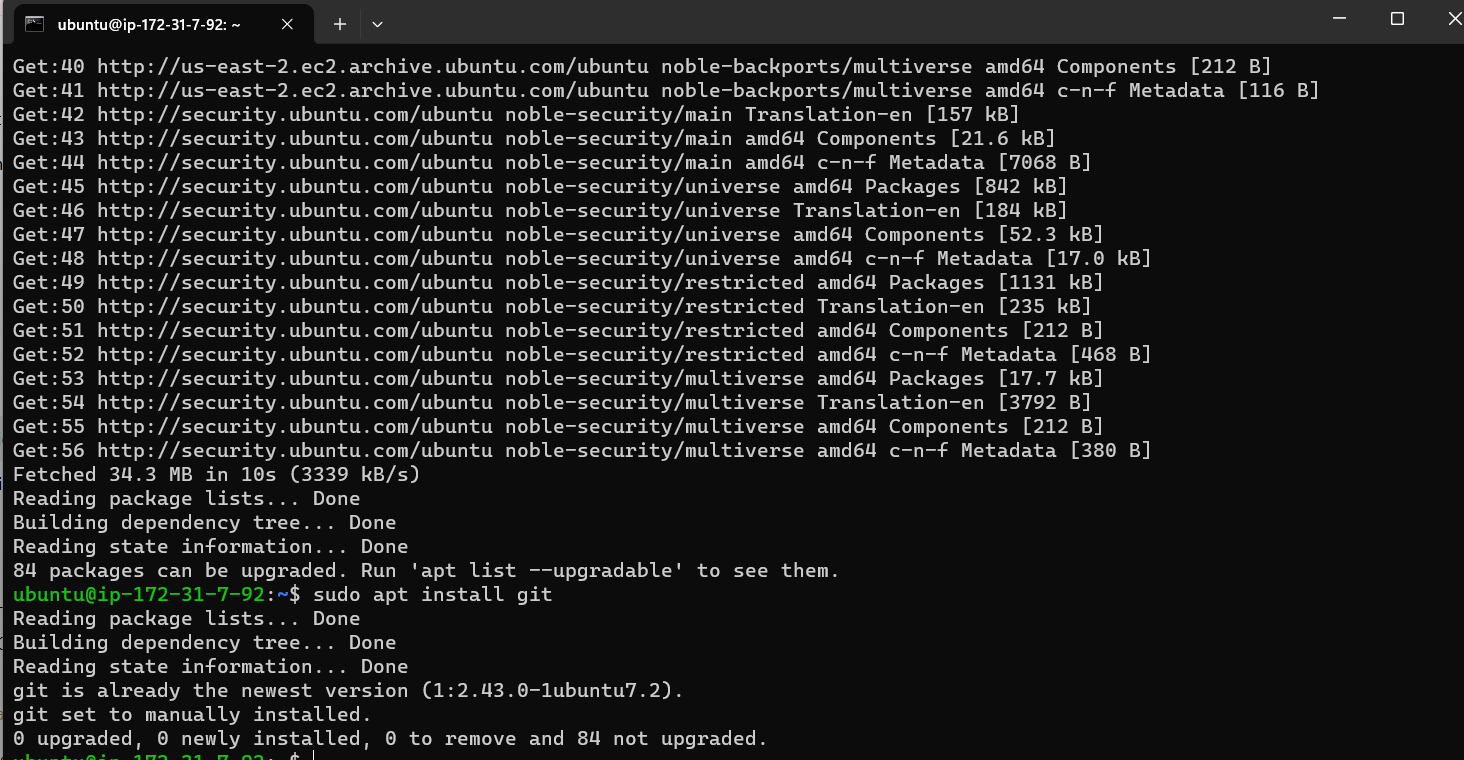 ubuntu@ip-172-31-7-92: ~
Get:40 http://us-east-2.ec2.archive.ubuntu.com/ubuntu noble-backports/multiverse amd64 Components [212 B]
Get:41 http://us-east-2.ec2.archive.ubuntu.com/ubuntu noble-backports/multiverse amd64 c-n-f Metadata [116 B]
Get:42 http://security.ubuntu.com/ubuntu noble-security/main Translation-en [157 kB]
Get:43 http://security.ubuntu.com/ubuntu noble-security/main amd64 Components [21.6 kB]
Get:44 http://security.ubuntu.com/ubuntu noble-security/main amd64 c-n-f Metadata [7068 B]
Get:45 http://security.ubuntu.com/ubuntu noble-security/universe amd64 Packages [842 kB]
Get:46 http://security.ubuntu.com/ubuntu noble-security/universe Translation-en [184 kB]
Get:47 http://security.ubuntu.com/ubuntu noble-security/universe amd64 Components [52.3 kB]
Get:48 http://security.ubuntu.com/ubuntu noble-security/universe amd64 c-n-f Metadata [17.0 kB]
Get:49 http://security.ubuntu.com/ubuntu noble-security/restricted amd64 Packages [1131 kB]
Get:50 http://security.ubuntu.com/ubuntu noble-security/restricted Translation-en [235 kB]
Get:51 http://security.ubuntu.com/ubuntu noble-security/restricted amd64 Components [212 B]
Get:52 http://security.ubuntu.com/ubuntu noble-security/restricted amd64 c-n-f Metadata [468 B]
Get:53 http://security.ubuntu.com/ubuntu noble-security/multiverse amd64 Packages [17.7 kB]
Get:54 http://security.ubuntu.com/ubuntu noble-security/multiverse Translation-en [3792 B]
Get:55 http://security.ubuntu.com/ubuntu noble-security/multiverse amd64 Components [212 B]
Get:56 http://security.ubuntu.com/ubuntu noble-security/multiverse amd64 c-n-f Metadata [380 B]
Fetched 34.3 MB in 10s (3339 kB/s)
Reading package lists... Done
Building dependency tree... Done
Reading state information... Done
84 packages can be upgraded. Run 'apt list --upgradable' to see them.
ubuntu@ip-172-31-7-92:~$ sudo apt install git
Reading package lists... Done
Building dependency tree... Done
Reading state information... Done
git is already the newest version (1:2.43.0-1ubuntu7.2).
git set to manually installed.
0 upgraded, 0 newly installed, 0 to remove and 84 not upgraded.
ubuntu@ip-172-31-7-92:~$